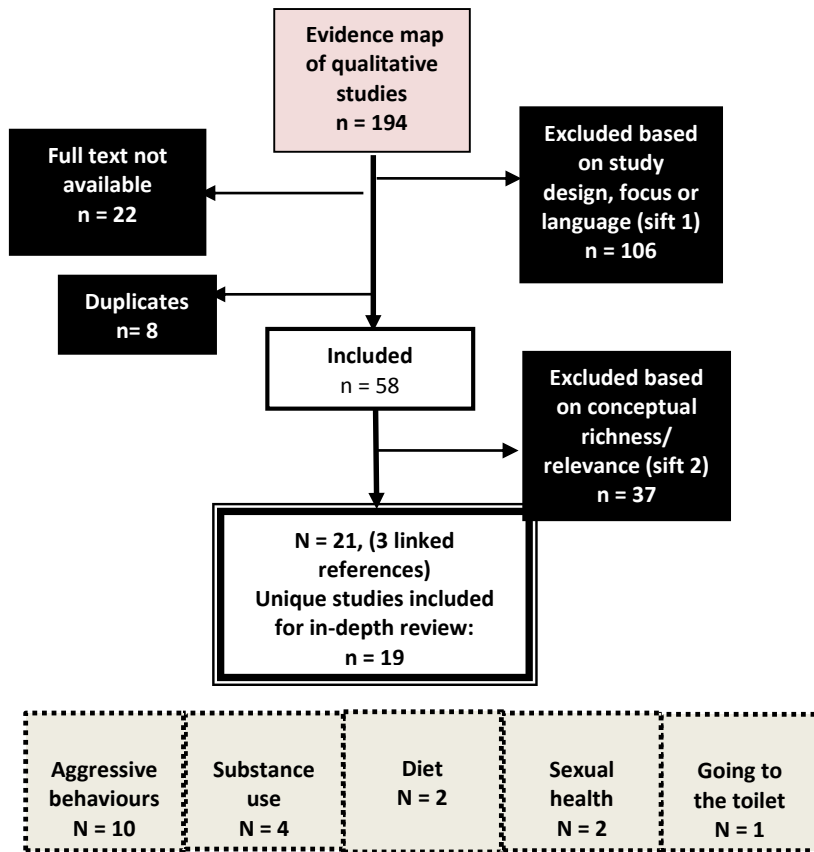 Evidence map
of qualitative
studies
n = 194
Full text not
available
n = 22
Excluded based
on study
design, focus or
language (sift 1)
n = 106
Duplicates
n= 8
Included
n = 58
Excluded based
on conceptual
richness/
relevance (sift 2)
n = 37
N = 21, (3 linked
references)
Unique studies included
for in-depth review:
n = 19
Aggressive
behaviours
N = 10
Substance
use
N = 4
Diet
N = 2
Sexual
health
N = 2
Going to
the toilet
N = 1